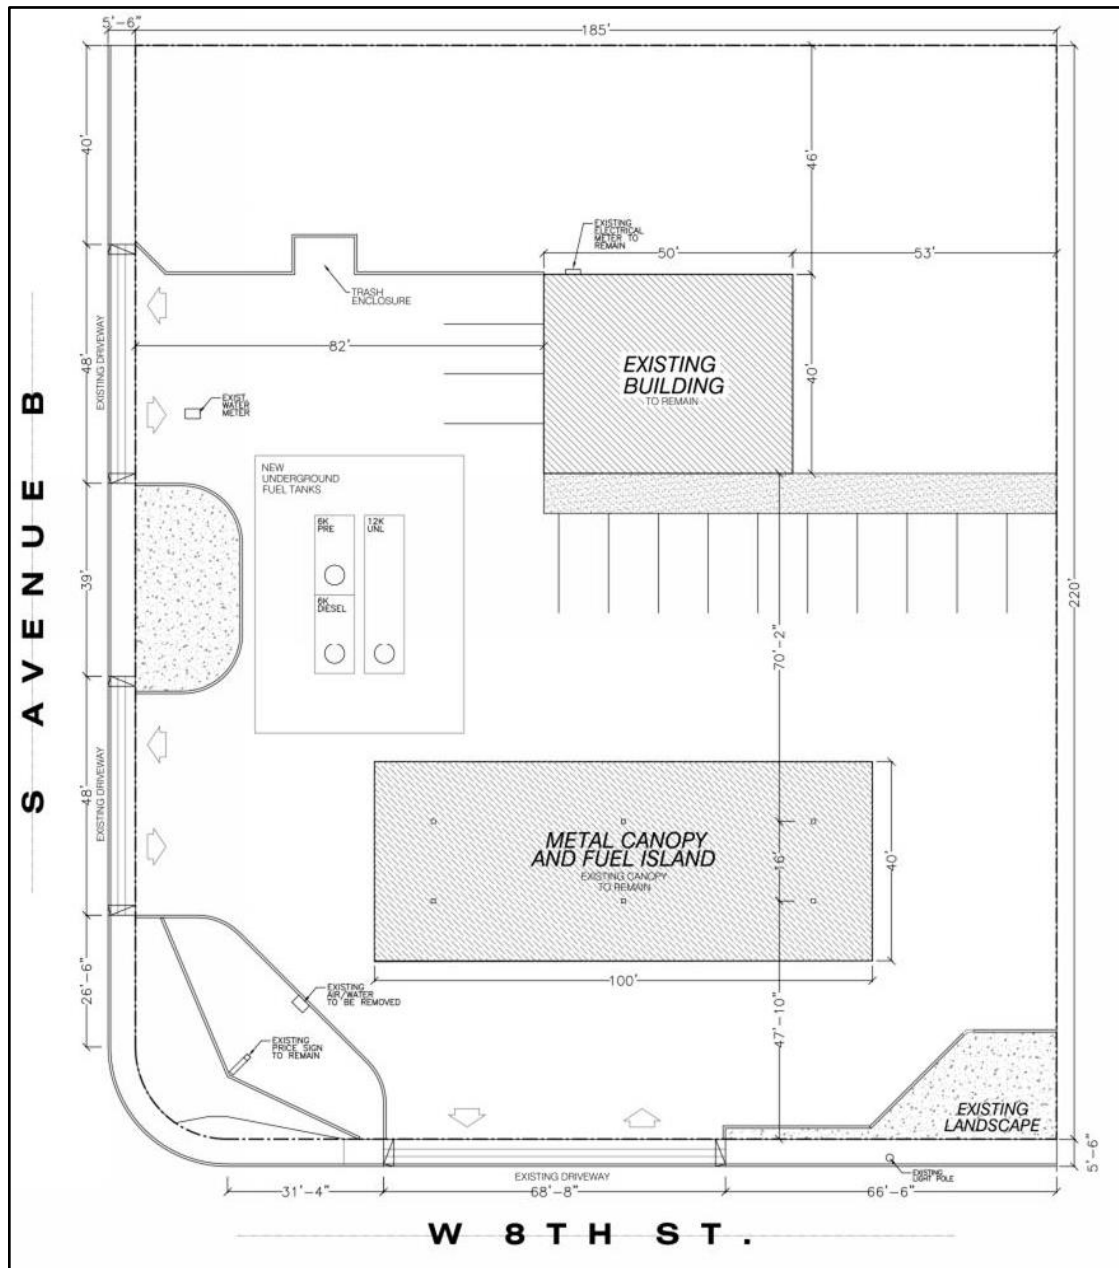 5'-6"
185'
40'
46'
EXISTING
ELECTRICAL
METER TO
REMAIN
50'
53'
TRASH
ENCLOSURE
82'
EXISTING DRIVEWAY
48'
EXISTING
BUILDING
TO REMAIN
40'
EXIST.
WATER
METER
NEW
UNDERGROUND
FUEL TANKS
6K
PRE
12K
UNL
6K
DIESEL
39'
220'
70'-2"
S AVENUE B
EXISTING DRIVEWAY
48'
METAL CANOPY
AND FUEL ISLAND
EXISTING CANOPY
TO REMAIN
16'
40'
100'
26'-6"
EXISTING
AIR/WATER
TO BE REMOVED
EXISTING
PRICE SIGN
TO REMAIN
47'-10"
EXISTING
LANDSCAPE
5'-6"
EXISTING DRIVEWAY
EXISTING
LIGHT POLE
31'-4"
68'-8"
66'-6"
W 8TH ST.